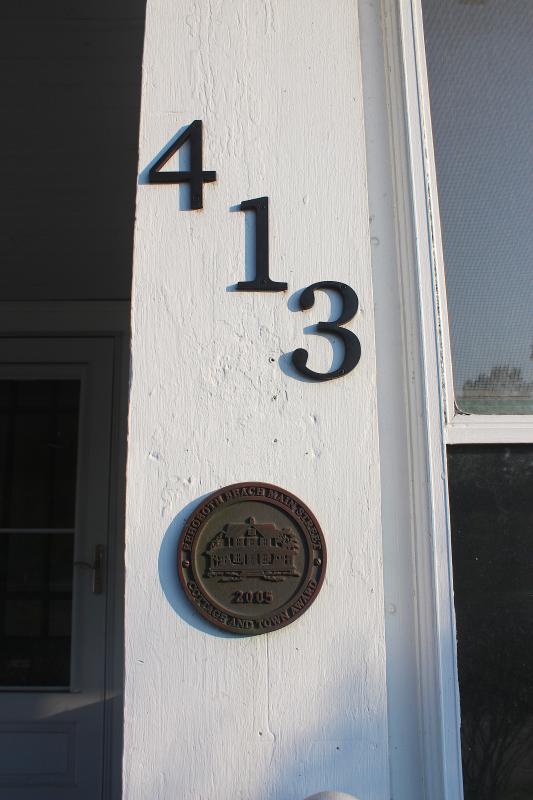 413
REHOBOTH BEACH MAIN STREET
2005
COTTAGE AND TOWN AWARD